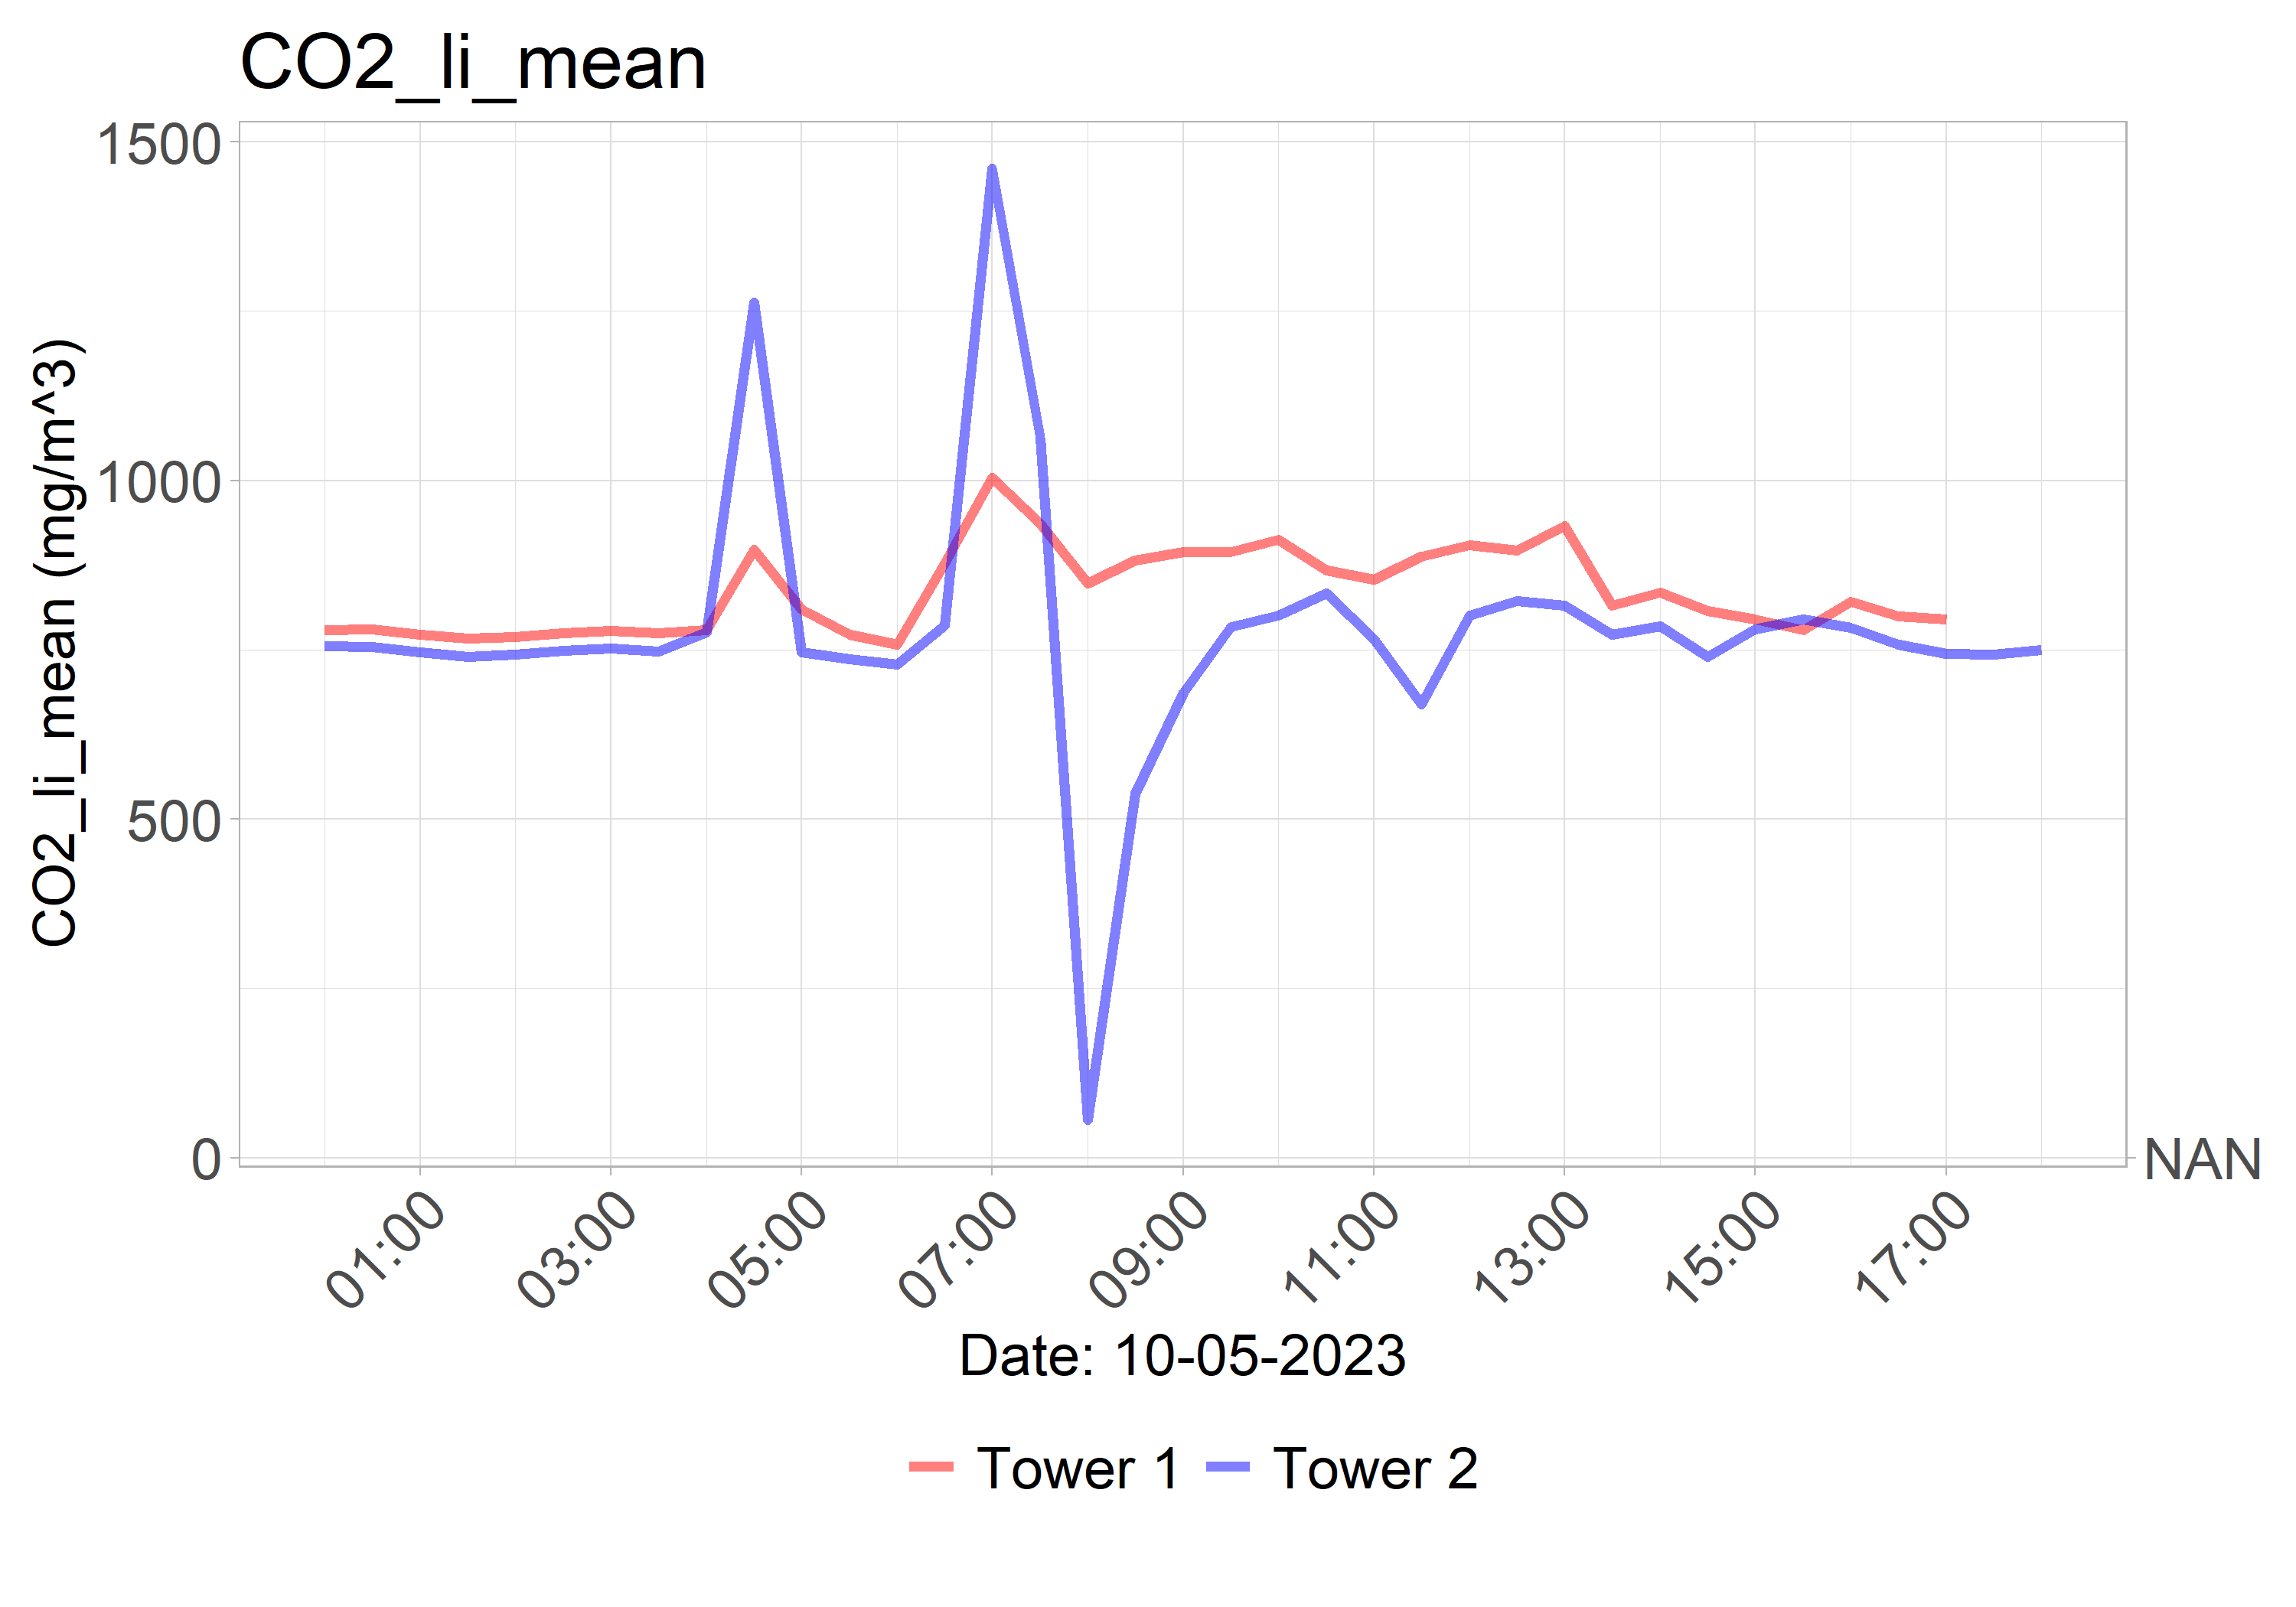 CO2_li_mean
CO2_li_mean (mg/m^3)
1500
1000
500
0
NAN
01:00
03:00
05:00
07:00
09:00
11:00
13:00
15:00
17:00
Date: 10-05-2023
Tower 1 Tower 2